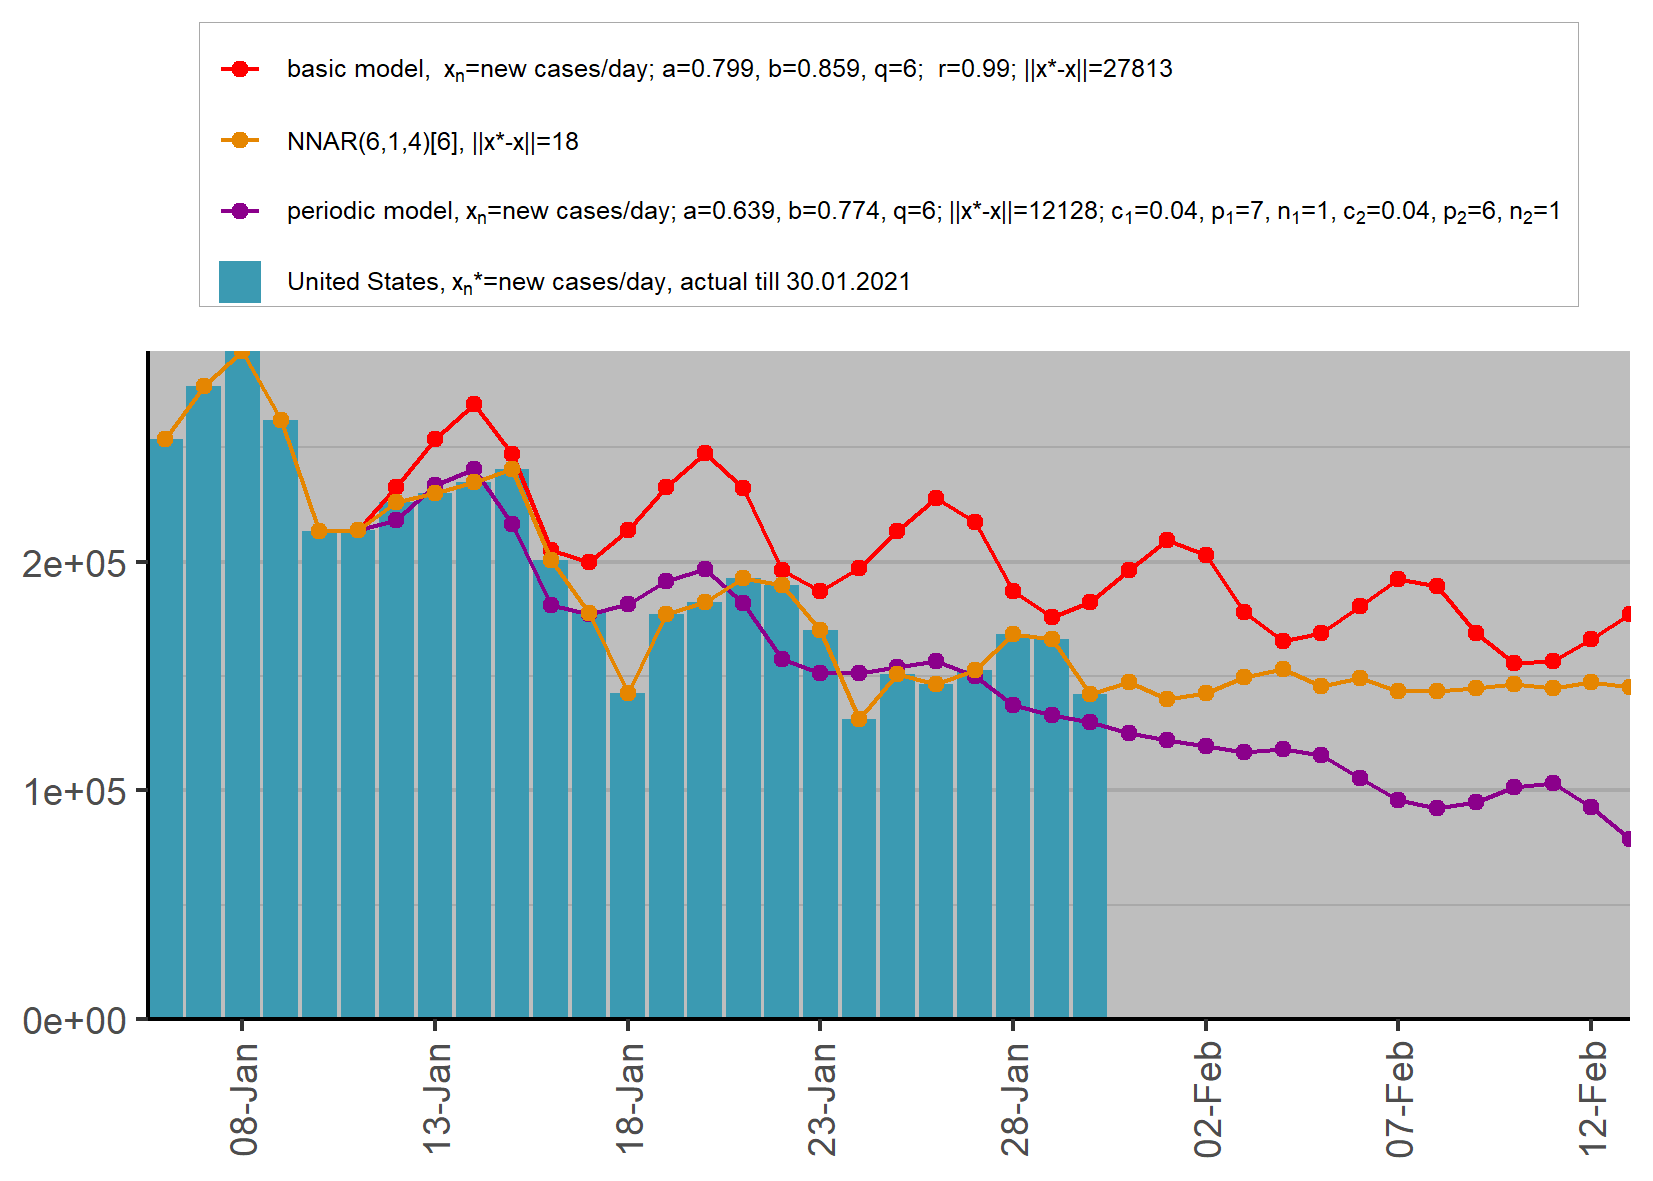 basic model,  xₙ=new cases/day; a=0.799, b=0.859, q=6;  r=0.99; ||x*-x||=27813
NNAR(6,1,4)[6], ||x*-x||=18
periodic model, xₙ=new cases/day; a=0.639, b=0.774, q=6; ||x*-x||=12128; c₁=0.04, p₁=7, n₁=1, c₂=0.04, p₂=6, n₂=1
United States, xₙ*=new cases/day, actual till 30.01.2021
2e+05
1e+05
0e+00
08-Jan
13-Jan
18-Jan
23-Jan
28-Jan
02-Feb
07-Feb
12-Feb